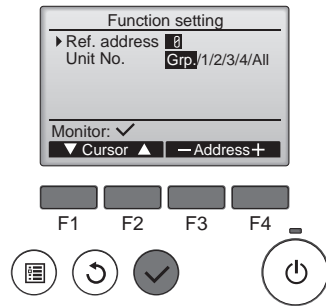 Function setting
Ref. address 0
Unit No. Grp./1/2/3/4/All
Monitor: ✓
▼ Cursor ▲ −Address+
F1 F2 F3 F4